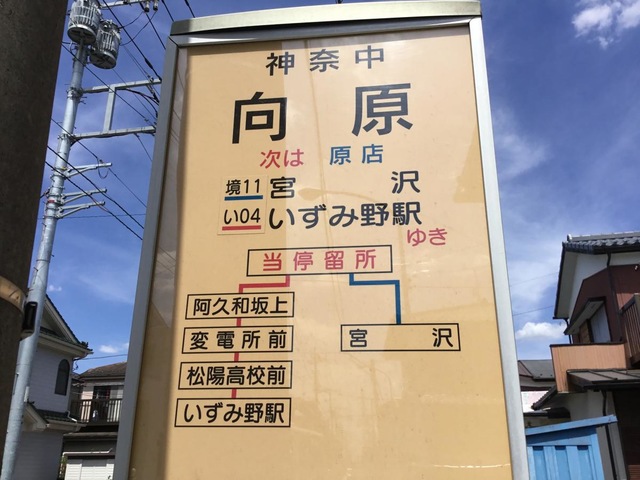 神奈中
向原
次は 原店
境11 宮沢
い04 いずみ野駅
ゆき
当停留所
阿久和坂上
変電所前
宮沢
松陽高校前
いずみ野駅